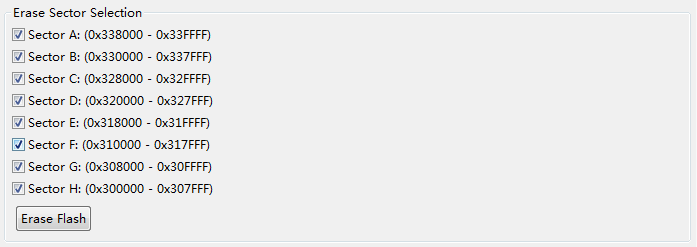 Erase Sector Selection
Sector A: (0x338000 - 0x33FFFF)
Sector B: (0x330000 - 0x337FFF)
Sector C: (0x328000 - 0x32FFFF)
Sector D: (0x320000 - 0x327FFF)
Sector E: (0x318000 - 0x31FFFF)
Sector F: (0x310000 - 0x317FFF)
Sector G: (0x308000 - 0x30FFFF)
Sector H: (0x300000 - 0x307FFF)
Erase Flash